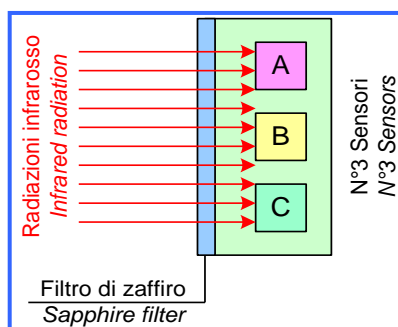 Radiazioni infrarosso
Infrared radiation
A
B
C
N°3 Sensori
N°3 Sensors
Filtro di zaffiro
Sapphire filter